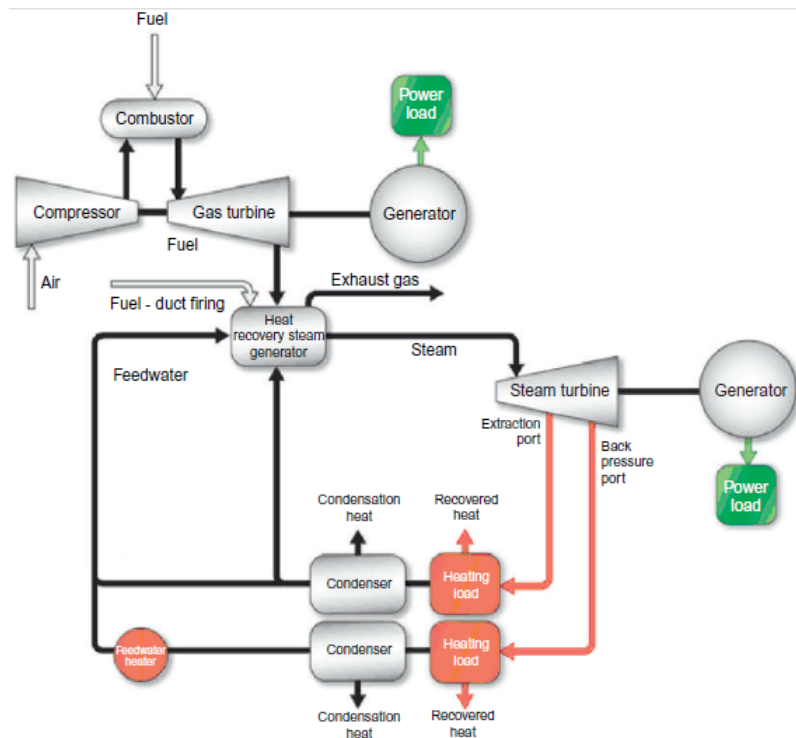 Fuel
Combustor
Power
load
Compressor
Gas turbine
Generator
Fuel
Air
Fuel - duct firing
Exhaust gas
Heat
recovery steam
generator
Steam
Feedwater
Steam turbine
Generator
Extraction
port
Back
pressure
port
Power
load
Condensation
heat
Recovered
heat
Condenser
Heating
load
Feedwater
heater
Condenser
Heating
load
Condensation
heat
Recovered
heat